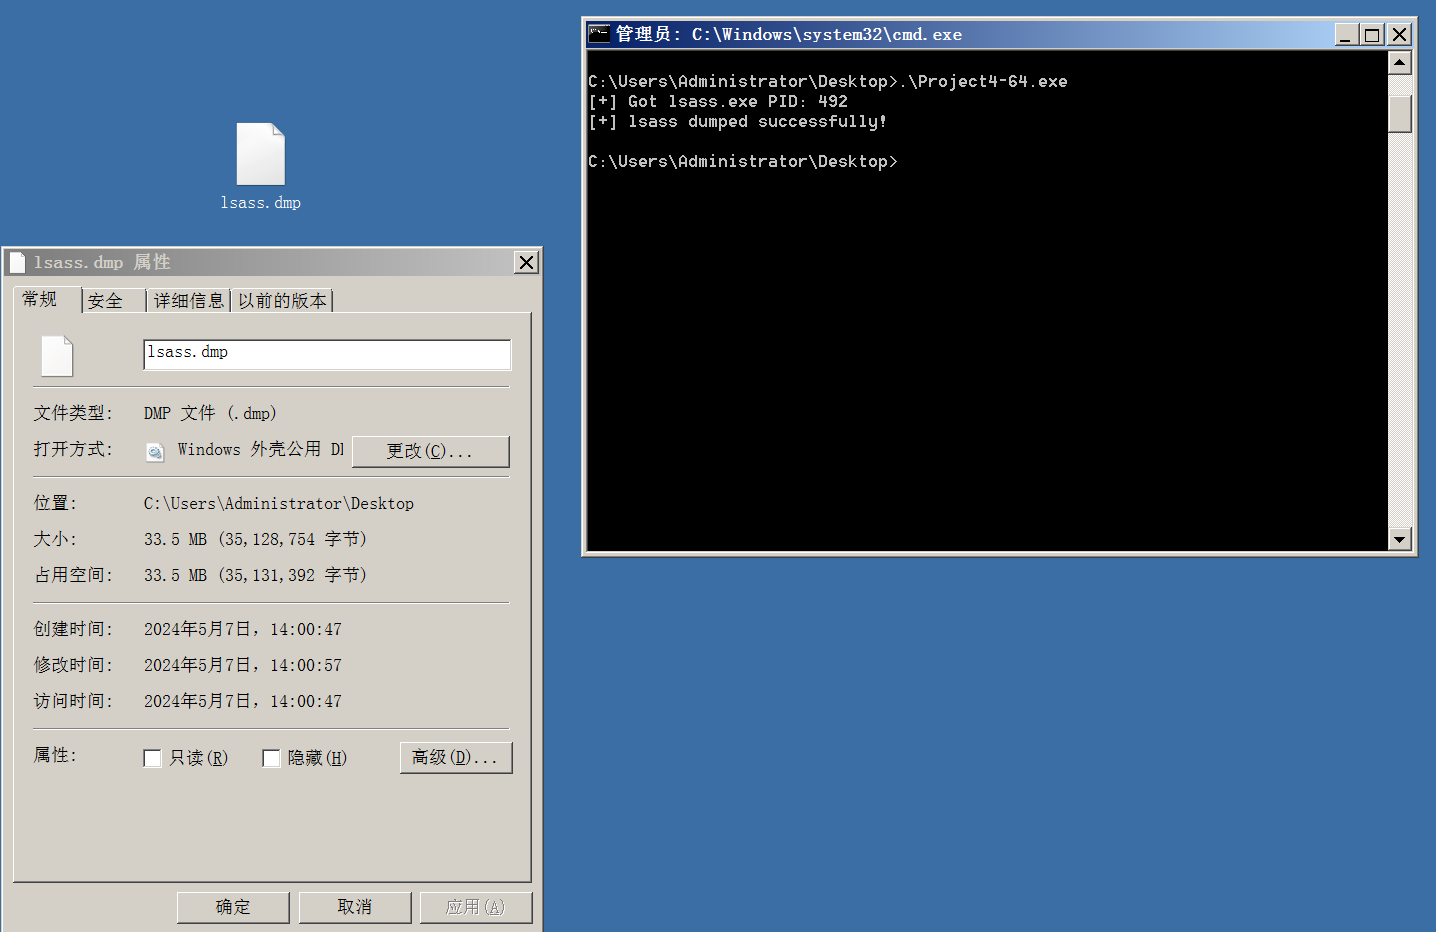 lsass.dmp
管理员: C:\Windows\system32\cmd.exe
C:\Users\Administrator\Desktop>.\Project4-64.exe
[+] Got lsass.exe PID: 492
[+] lsass dumped successfully!
C:\Users\Administrator\Desktop>
lsass.dmp 属性
常规 安全 详细信息 以前的版本
lsass.dmp
文件类型: DMP 文件 (.dmp)
打开方式: Windows 外壳公用 更改(C)...
位置: C:\Users\Administrator\Desktop
大小: 33.5 MB (35,128,754 字节)
占用空间: 33.5 MB (35,131,392 字节)
创建时间: 2024年5月7日，14:00:47
修改时间: 2024年5月7日，14:00:57
访问时间: 2024年5月7日，14:00:47
属性: 只读(R) 隐藏(H) 高级(D)...
确定 取消 应用(A)